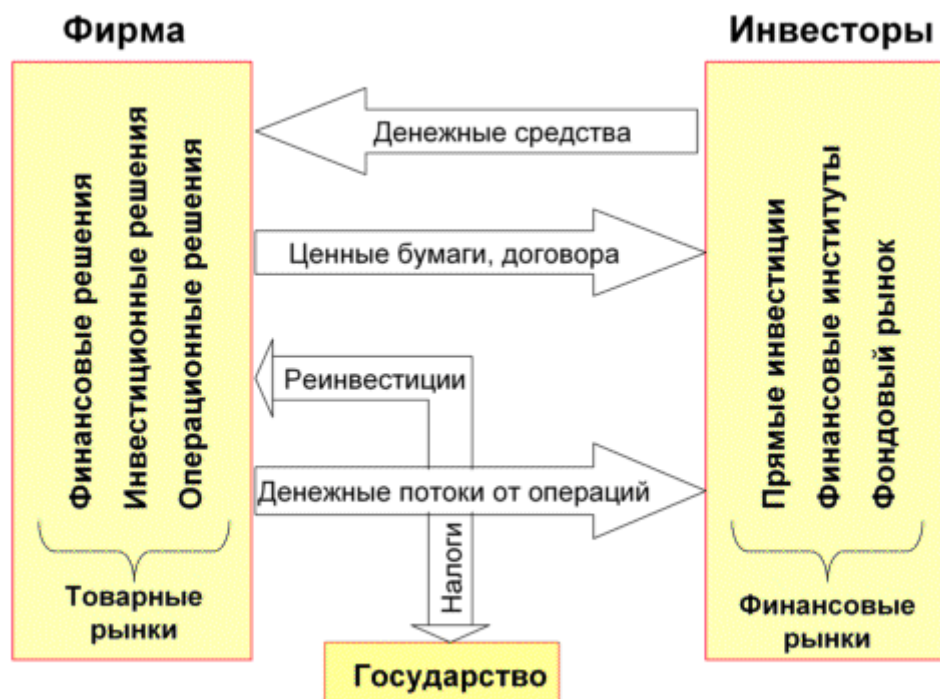 Фирма
Инвесторы
Финансовые решения
Инвестиционные решения
Операционные решения
Товарные
рынки
Денежные средства
Ценные бумаги, договора
Реинвестиции
Денежные потоки от операций
Налоги
Государство
Прямые инвестиции
Финансовые институты
Фондовый рынок
Финансовые
рынки